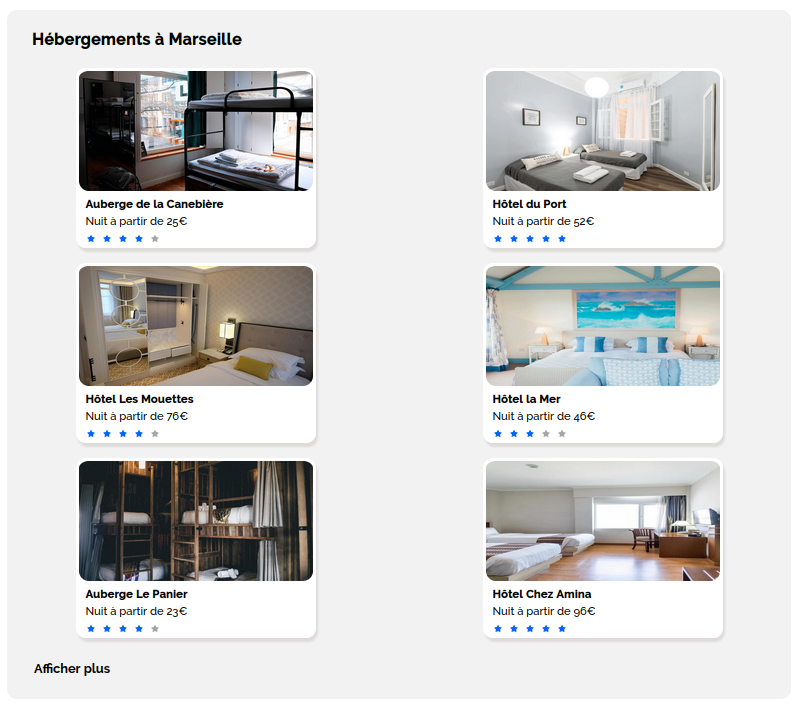 Hébergements à Marseille
Auberge de la Canebière
Nuit à partir de 25€
Hôtel du Port
Nuit à partir de 52€
Hôtel Les Mouettes
Nuit à partir de 76€
Hôtel la Mer
Nuit à partir de 46€
Auberge Le Panier
Nuit à partir de 23€
Hôtel Chez Amina
Nuit à partir de 96€
Afficher plus